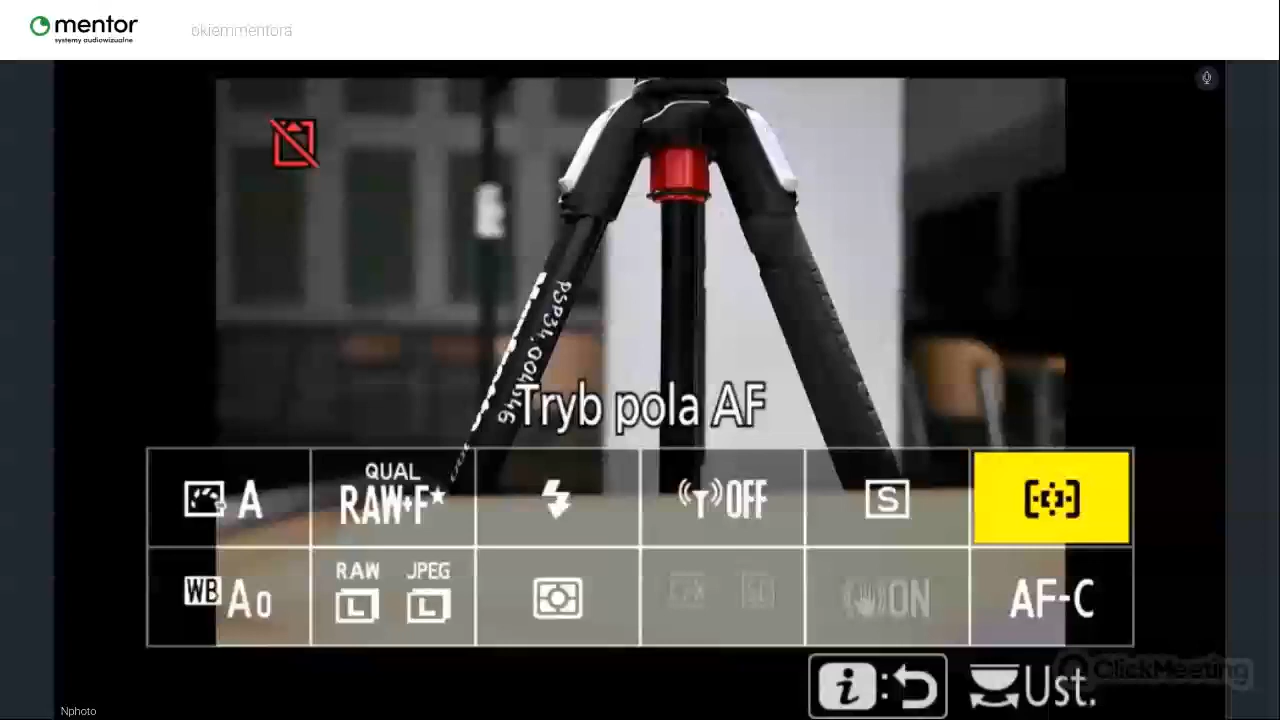 mentor
systemy audiowizualne
okiemmentora
PSP34.004546
Tryb pola AF
A
QUAL
RAW+F★
OFF
S
WB A0
RAW JPEG
L L
ON
AF-C
i : Ust.
ClickMeeting
Nphoto